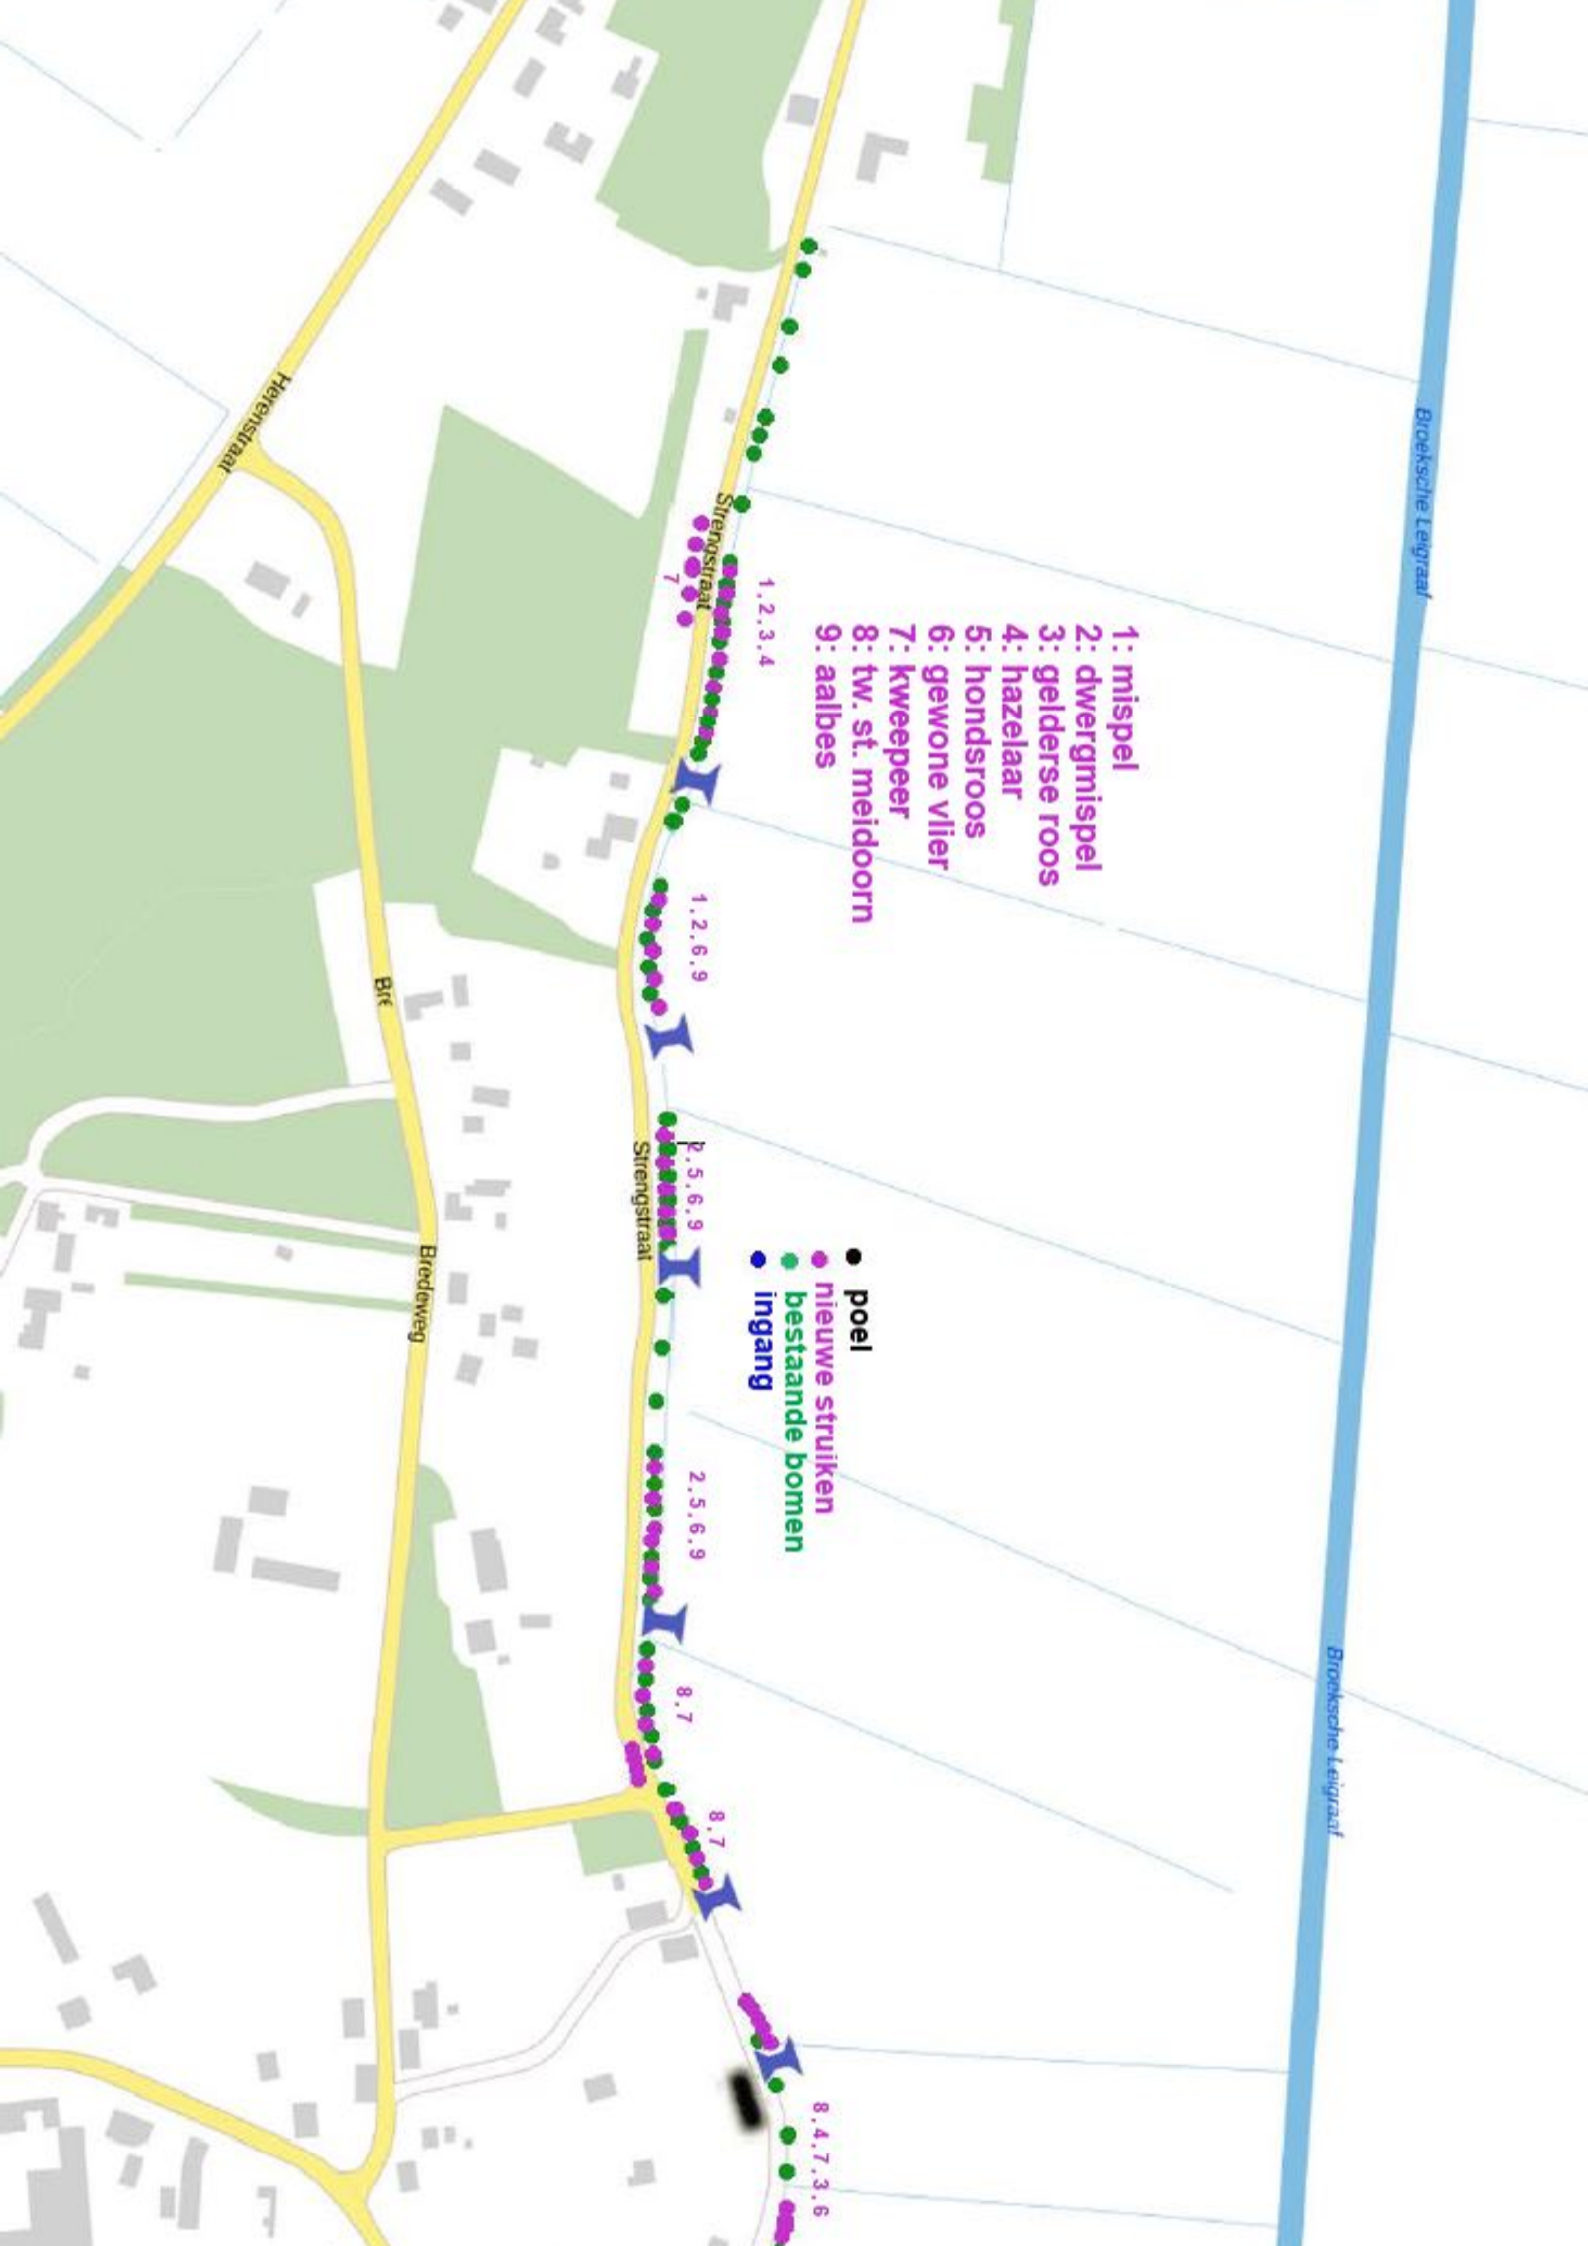 1: mispel
2: dwergmispel
3: gelderse roos
4: hazelaar
5: hondsroos
6: gewone vlier
7: kweepeer
8: tw. st. meidoorn
9: aalbes
poel
nieuwe struiken
bestaande bomen
ingang
Broeksche Leigraaf
Broeksche Leigraaf
1,2,3,4
7
1,2,6,9
2,5,6,9
2,5,6,9
8,7
8,7
8,4,7,3,6
Strengstraat
Strengstraat
Herenstraat
Bre
Bredeweg